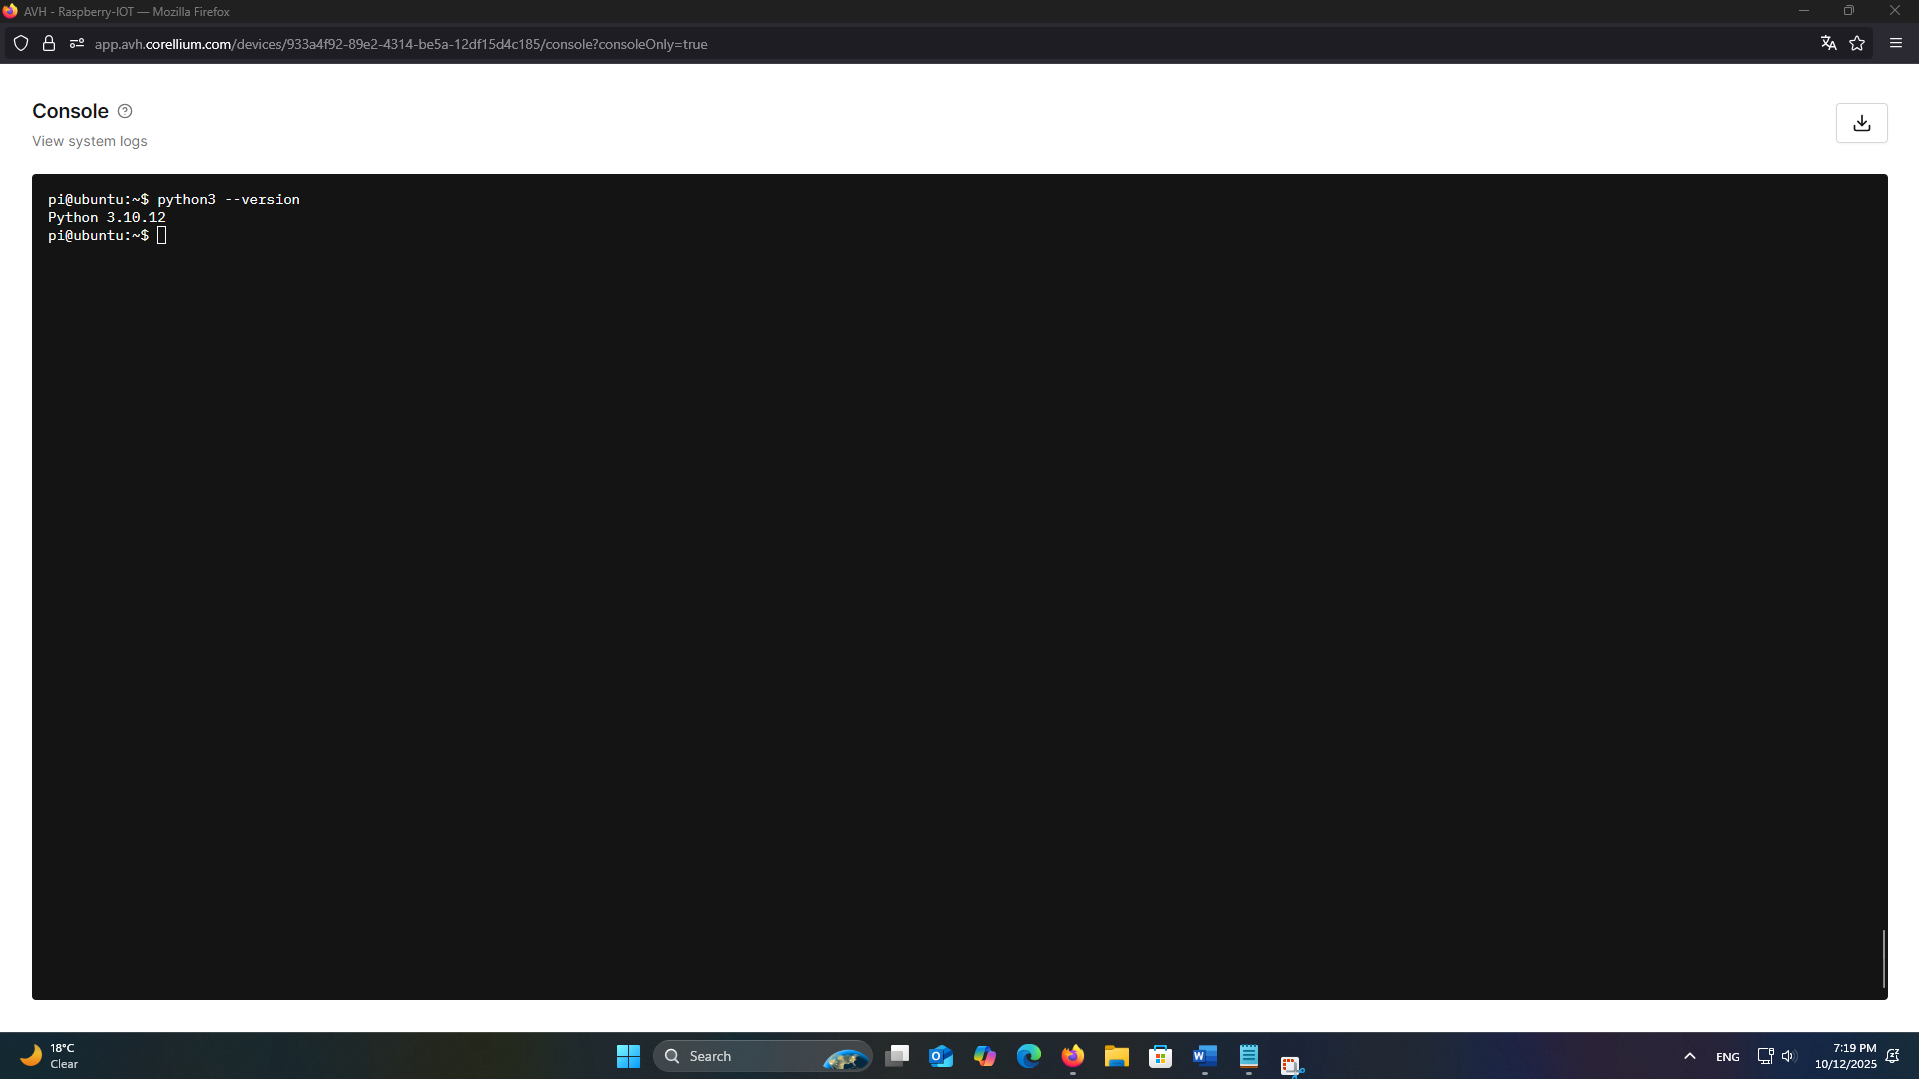 AVH - Raspberry-IOT — Mozilla Firefox
app.avh.corellium.com/devices/933a4f92-89e2-4314-be5a-12df15d4c185/console?consoleOnly=true
Console
View system logs
pi@ubuntu:~$ python3 --version
Python 3.10.12
pi@ubuntu:~$
18°C
Clear
Search
ENG
7:19 PM
10/12/2025